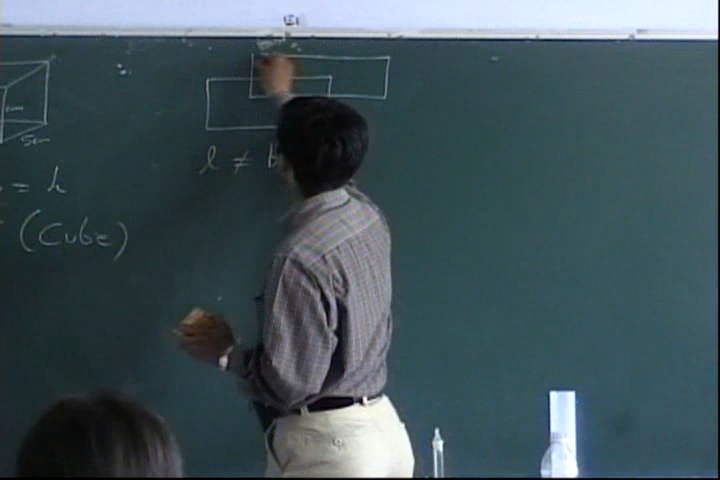 5cm
= h
(Cube)
l ≠ b